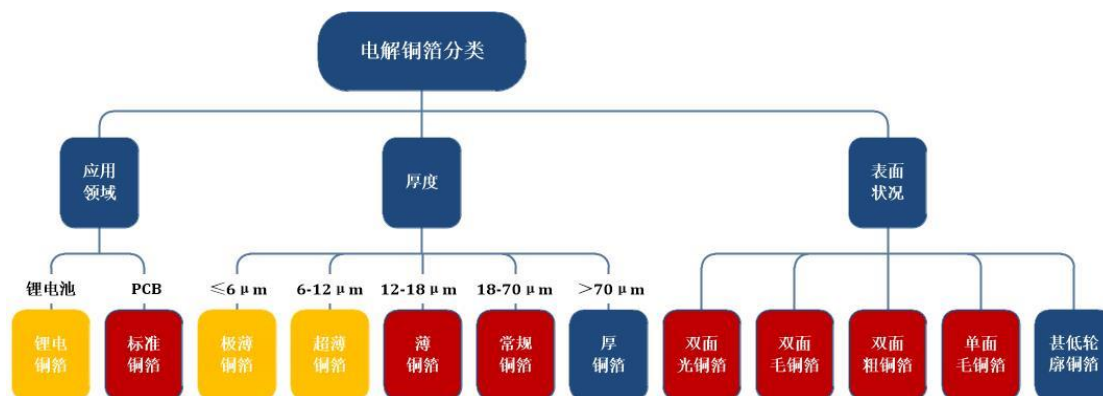 电解铜箔分类
应用
领域
厚度
表面
状况
锂电池
PCB
≤6μm
6-12μm
12-18μm
18-70μm
>70μm
锂电
铜箔
标准
铜箔
极薄
铜箔
超薄
铜箔
薄
铜箔
常规
铜箔
厚
铜箔
双面
光铜箔
双面
毛铜箔
双面
粗铜箔
单面
毛铜箔
甚低轮
廓铜箔